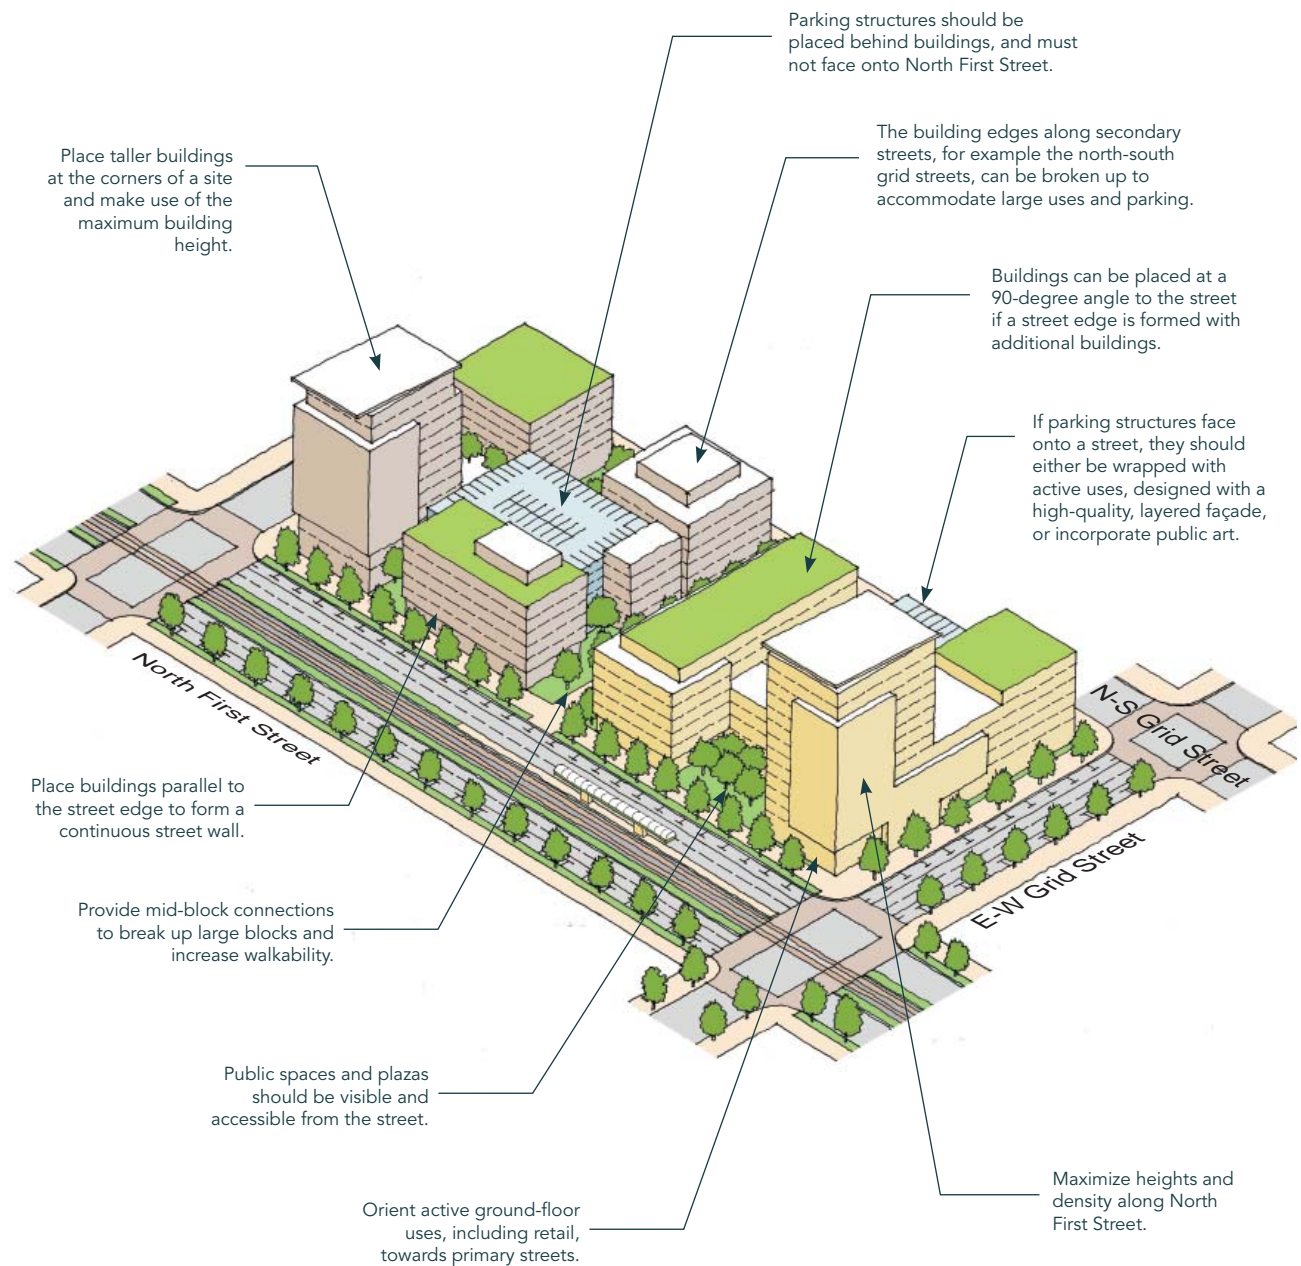 Parking structures should be
placed behind buildings, and must
not face onto North First Street.
The building edges along secondary
streets, for example the north-south
grid streets, can be broken up to
accommodate large uses and parking.
Place taller buildings
at the corners of a site
and make use of the
maximum building
height.
Buildings can be placed at a
90-degree angle to the street
if a street edge is formed with
additional buildings.
If parking structures face
onto a street, they should
either be wrapped with
active uses, designed with a
high-quality, layered façade,
or incorporate public art.
North First Street
N-S Grid Street
E-W Grid Street
Place buildings parallel to
the street edge to form a
continuous street wall.
Provide mid-block connections
to break up large blocks and
increase walkability.
Public spaces and plazas
should be visible and
accessible from the street.
Orient active ground-floor
uses, including retail,
towards primary streets.
Maximize heights and
density along North
First Street.